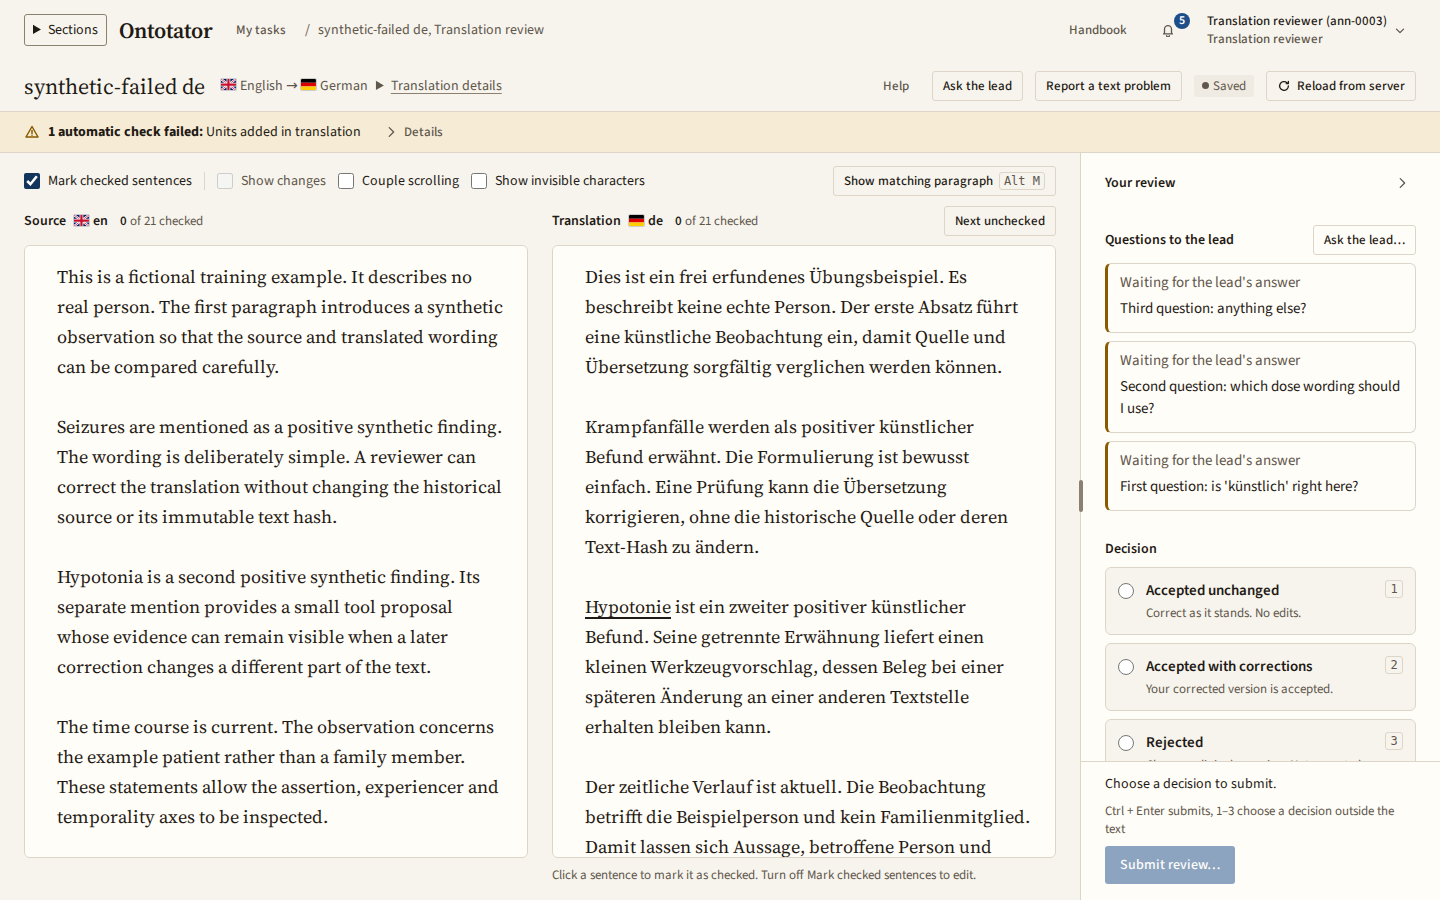 Sections
Ontotator
My tasks
/ synthetic-failed de, Translation review
Handbook
5
Translation reviewer (ann-0003)
Translation reviewer
synthetic-failed de
English → German
Translation details
Help
Ask the lead
Report a text problem
Saved
Reload from server
1 automatic check failed: Units added in translation
Details
Mark checked sentences
Show changes
Couple scrolling
Show invisible characters
Show matching paragraph Alt M
Source en 0 of 21 checked
Translation de 0 of 21 checked
Next unchecked
This is a fictional training example. It describes no
real person. The first paragraph introduces a synthetic
observation so that the source and translated wording
can be compared carefully.
Seizures are mentioned as a positive synthetic finding.
The wording is deliberately simple. A reviewer can
correct the translation without changing the historical
source or its immutable text hash.
Hypotonia is a second positive synthetic finding. Its
separate mention provides a small tool proposal
whose evidence can remain visible when a later
correction changes a different part of the text.
The time course is current. The observation concerns
the example patient rather than a family member.
These statements allow the assertion, experiencer and
temporality axes to be inspected.
Dies ist ein frei erfundenes Übungsbeispiel. Es
beschreibt keine echte Person. Der erste Absatz führt
eine künstliche Beobachtung ein, damit Quelle und
Übersetzung sorgfältig verglichen werden können.
Krampfanfälle werden als positiver künstlicher
Befund erwähnt. Die Formulierung ist bewusst
einfach. Eine Prüfung kann die Übersetzung
korrigieren, ohne die historische Quelle oder deren
Text-Hash zu ändern.
Hypotonie ist ein zweiter positiver künstlicher
Befund. Seine getrennte Erwähnung liefert einen
kleinen Werkzeugvorschlag, dessen Beleg bei einer
späteren Änderung an einer anderen Textstelle
erhalten bleiben kann.
Der zeitliche Verlauf ist aktuell. Die Beobachtung
betrifft die Beispielperson und kein Familienmitglied.
Damit lassen sich Aussage, betroffene Person und
Click a sentence to mark it as checked. Turn off Mark checked sentences to edit.
Your review
Questions to the lead
Ask the lead…
Waiting for the lead's answer
Third question: anything else?
Waiting for the lead's answer
Second question: which dose wording should
I use?
Waiting for the lead's answer
First question: is 'künstlich' right here?
Decision
Accepted unchanged 1
Correct as it stands. No edits.
Accepted with corrections 2
Your corrected version is accepted.
Rejected 3
Choose a decision to submit.
Ctrl + Enter submits, 1–3 choose a decision outside the
text
Submit review…